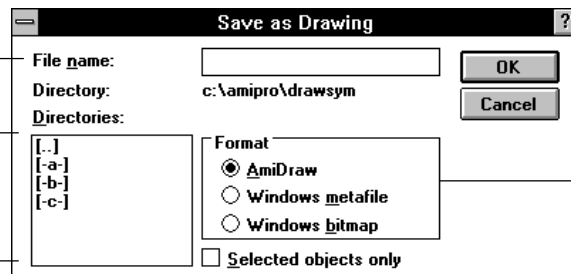 Save as Drawing ?
File name: OK
Directory: c:\amipro\drawsym Cancel
Directories:
[..]
[-a-]
[-b-]
[-c-]
Format
AmiDraw
Windows metafile
Windows bitmap
Selected objects only